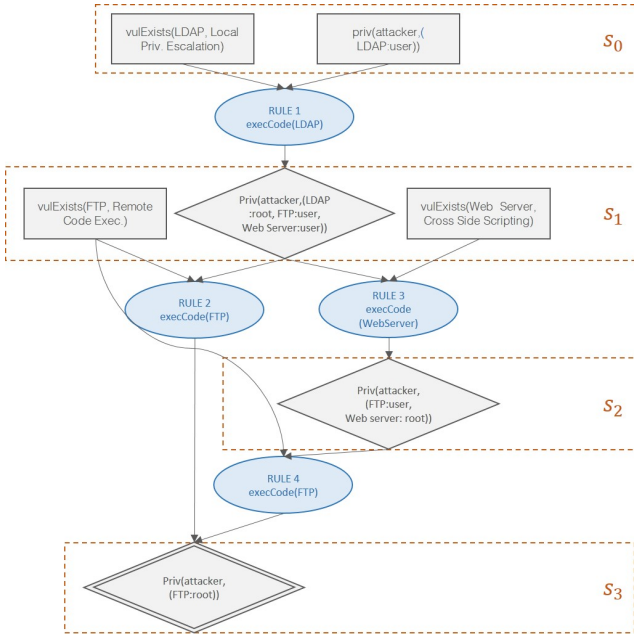 vulExists(LDAP, Local
Priv. Escalation)
priv(attacker,(
LDAP:user))
s0
RULE 1
execCode(LDAP)
vulExists(FTP, Remote
Code Exec.)
Priv(attacker,(LDAP
:root, FTP:user,
Web Server:user))
vulExists(Web Server,
Cross Side Scripting)
s1
RULE 2
execCode(FTP)
RULE 3
execCode
(WebServer)
Priv(attacker,
(FTP:user,
Web server: root))
s2
RULE 4
execCode(FTP)
Priv(attacker,
(FTP:root))
s3